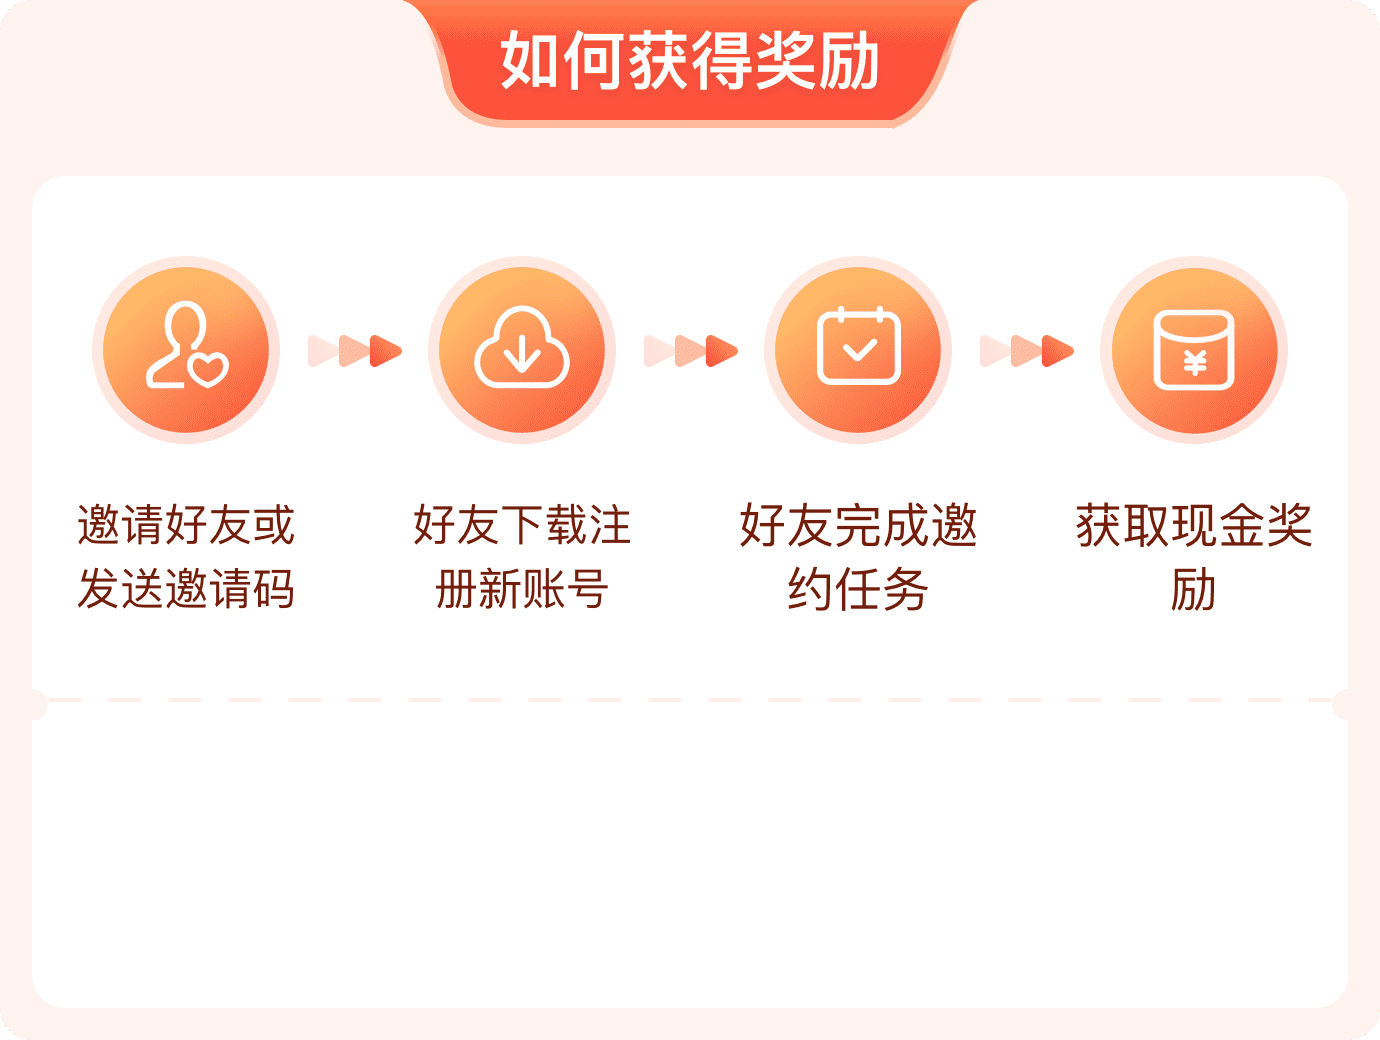 如何获得奖励
邀请好友或
发送邀请码
好友下载注
册新账号
好友完成邀
约任务
获取现金奖
励